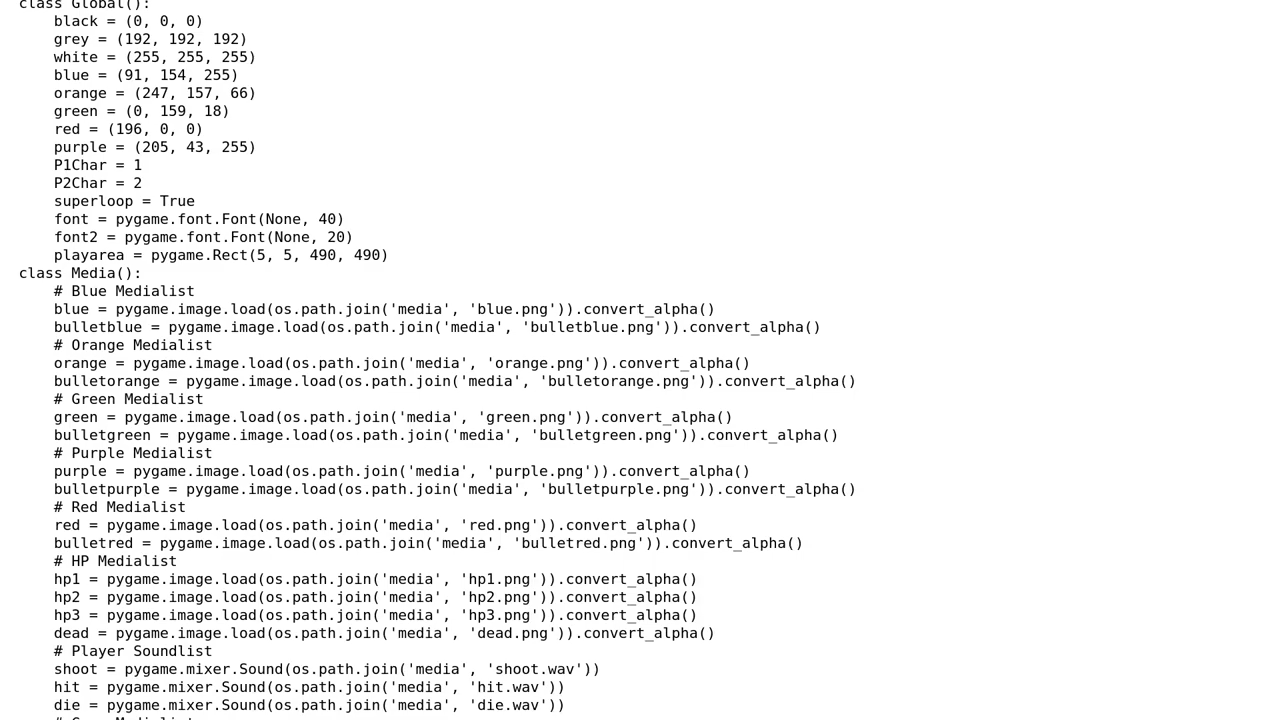 class Global():
    black = (0, 0, 0)
    grey = (192, 192, 192)
    white = (255, 255, 255)
    blue = (91, 154, 255)
    orange = (247, 157, 66)
    green = (0, 159, 18)
    red = (196, 0, 0)
    purple = (205, 43, 255)
    P1Char = 1
    P2Char = 2
    superloop = True
    font = pygame.font.Font(None, 40)
    font2 = pygame.font.Font(None, 20)
    playarea = pygame.Rect(5, 5, 490, 490)
class Media():
    # Blue Medialist
    blue = pygame.image.load(os.path.join('media', 'blue.png')).convert_alpha()
    bulletblue = pygame.image.load(os.path.join('media', 'bulletblue.png')).convert_alpha()
    # Orange Medialist
    orange = pygame.image.load(os.path.join('media', 'orange.png')).convert_alpha()
    bulletorange = pygame.image.load(os.path.join('media', 'bulletorange.png')).convert_alpha()
    # Green Medialist
    green = pygame.image.load(os.path.join('media', 'green.png')).convert_alpha()
    bulletgreen = pygame.image.load(os.path.join('media', 'bulletgreen.png')).convert_alpha()
    # Purple Medialist
    purple = pygame.image.load(os.path.join('media', 'purple.png')).convert_alpha()
    bulletpurple = pygame.image.load(os.path.join('media', 'bulletpurple.png')).convert_alpha()
    # Red Medialist
    red = pygame.image.load(os.path.join('media', 'red.png')).convert_alpha()
    bulletred = pygame.image.load(os.path.join('media', 'bulletred.png')).convert_alpha()
    # HP Medialist
    hp1 = pygame.image.load(os.path.join('media', 'hp1.png')).convert_alpha()
    hp2 = pygame.image.load(os.path.join('media', 'hp2.png')).convert_alpha()
    hp3 = pygame.image.load(os.path.join('media', 'hp3.png')).convert_alpha()
    dead = pygame.image.load(os.path.join('media', 'dead.png')).convert_alpha()
    # Player Soundlist
    shoot = pygame.mixer.Sound(os.path.join('media', 'shoot.wav'))
    hit = pygame.mixer.Sound(os.path.join('media', 'hit.wav'))
    die = pygame.mixer.Sound(os.path.join('media', 'die.wav'))